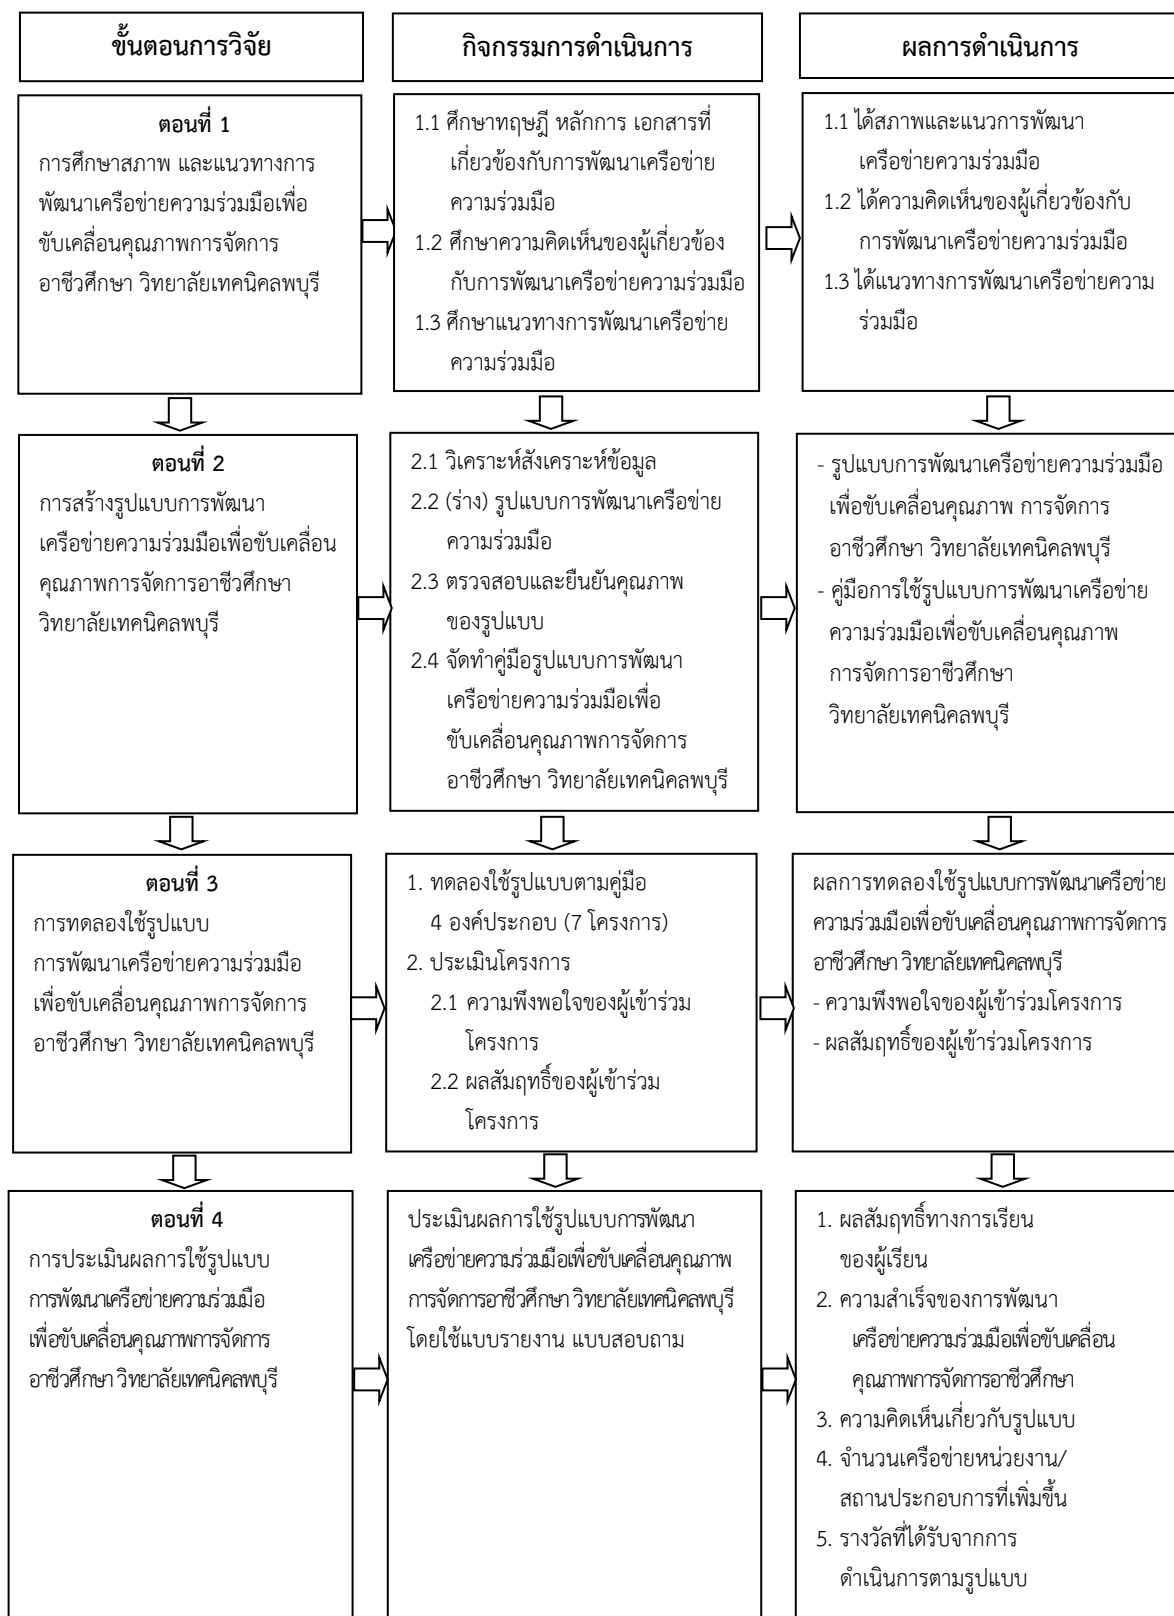 ขั้นตอนการวิจัย
กิจกรรมการดำเนินการ
ผลการดำเนินการ
ตอนที่ 1
การศึกษาสภาพ และแนวทางการ
พัฒนาเครือข่ายความร่วมมือเพื่อ
ขับเคลื่อนคุณภาพการจัดการ
อาชีวศึกษา วิทยาลัยเทคนิคลพบุรี
1.1 ศึกษาทฤษฎี หลักการ เอกสารที่
เกี่ยวข้องกับการพัฒนาเครือข่าย
ความร่วมมือ
1.2 ศึกษาความคิดเห็นของผู้เกี่ยวข้อง
กับการพัฒนาเครือข่ายความร่วมมือ
1.3 ศึกษาแนวทางการพัฒนาเครือข่าย
ความร่วมมือ
1.1 ได้สภาพและแนวการพัฒนา
เครือข่ายความร่วมมือ
1.2 ได้ความคิดเห็นของผู้เกี่ยวข้องกับ
การพัฒนาเครือข่ายความร่วมมือ
1.3 ได้แนวทางการพัฒนาเครือข่ายความ
ร่วมมือ
ตอนที่ 2
การสร้างรูปแบบการพัฒนา
เครือข่ายความร่วมมือเพื่อขับเคลื่อน
คุณภาพการจัดการอาชีวศึกษา
วิทยาลัยเทคนิคลพบุรี
2.1 วิเคราะห์สังเคราะห์ข้อมูล
2.2 (ร่าง) รูปแบบการพัฒนาเครือข่าย
ความร่วมมือ
2.3 ตรวจสอบและยืนยันคุณภาพ
ของรูปแบบ
2.4 จัดทำคู่มือรูปแบบการพัฒนา
เครือข่ายความร่วมมือเพื่อ
ขับเคลื่อนคุณภาพการจัดการ
อาชีวศึกษา วิทยาลัยเทคนิคลพบุรี
- รูปแบบการพัฒนาเครือข่ายความร่วมมือ
เพื่อขับเคลื่อนคุณภาพ การจัดการ
อาชีวศึกษา วิทยาลัยเทคนิคลพบุรี
- คู่มือการใช้รูปแบบการพัฒนาเครือข่าย
ความร่วมมือเพื่อขับเคลื่อนคุณภาพ
การจัดการอาชีวศึกษา
วิทยาลัยเทคนิคลพบุรี
ตอนที่ 3
การทดลองใช้รูปแบบ
การพัฒนาเครือข่ายความร่วมมือ
เพื่อขับเคลื่อนคุณภาพการจัดการ
อาชีวศึกษา วิทยาลัยเทคนิคลพบุรี
1. ทดลองใช้รูปแบบตามคู่มือ
4 องค์ประกอบ (7 โครงการ)
2. ประเมินโครงการ
2.1 ความพึงพอใจของผู้เข้าร่วม
โครงการ
2.2 ผลสัมฤทธิ์ของผู้เข้าร่วม
โครงการ
ผลการทดลองใช้รูปแบบการพัฒนาเครือข่าย
ความร่วมมือเพื่อขับเคลื่อนคุณภาพการจัดการ
อาชีวศึกษา วิทยาลัยเทคนิคลพบุรี
- ความพึงพอใจของผู้เข้าร่วมโครงการ
- ผลสัมฤทธิ์ของผู้เข้าร่วมโครงการ
ตอนที่ 4
การประเมินผลการใช้รูปแบบ
การพัฒนาเครือข่ายความร่วมมือ
เพื่อขับเคลื่อนคุณภาพการจัดการ
อาชีวศึกษา วิทยาลัยเทคนิคลพบุรี
ประเมินผลการใช้รูปแบบการพัฒนา
เครือข่ายความร่วมมือเพื่อขับเคลื่อนคุณภาพ
การจัดการอาชีวศึกษา วิทยาลัยเทคนิคลพบุรี
โดยใช้แบบรายงาน แบบสอบถาม
1. ผลสัมฤทธิ์ทางการเรียน
ของผู้เรียน
2. ความสำเร็จของการพัฒนา
เครือข่ายความร่วมมือเพื่อขับเคลื่อน
คุณภาพการจัดการอาชีวศึกษา
3. ความคิดเห็นเกี่ยวกับรูปแบบ
4. จำนวนเครือข่ายหน่วยงาน/
สถานประกอบการที่เพิ่มขึ้น
5. รางวัลที่ได้รับจากการ
ดำเนินการตามรูปแบบ